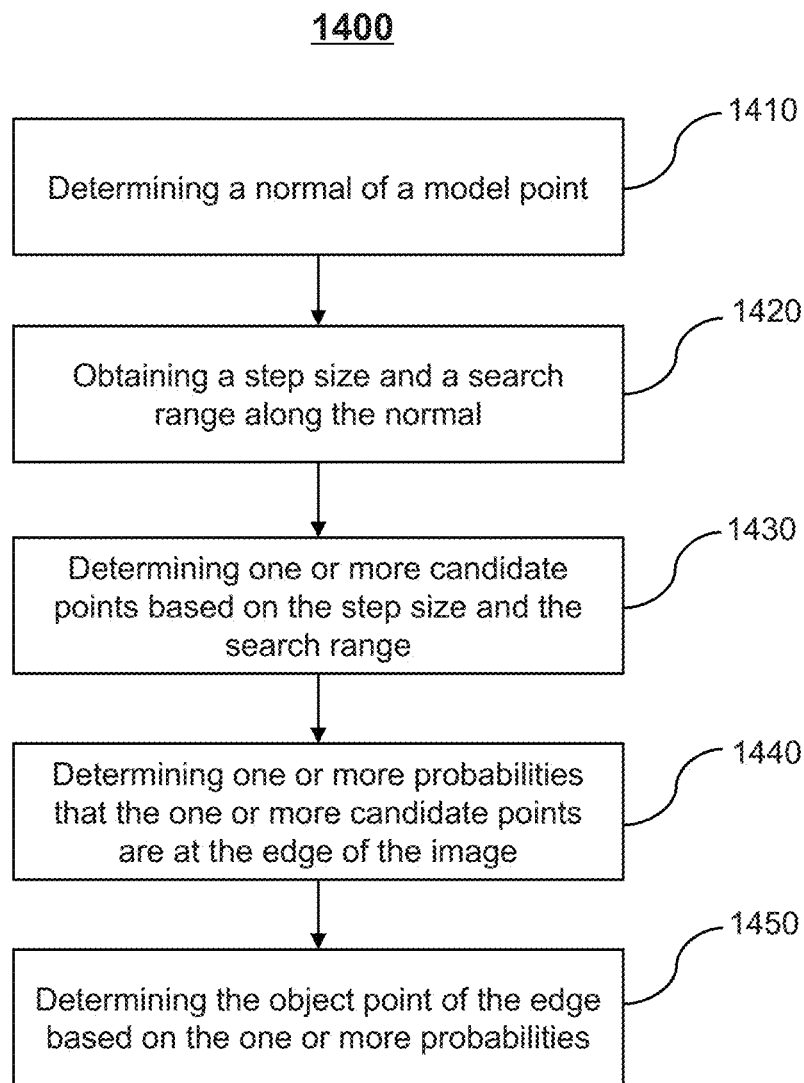 1400
1410
Determining a normal of a model point
1420
Obtaining a step size and a search
range along the normal
1430
Determining one or more candidate
points based on the step size and the
search range
1440
Determining one or more probabilities
that the one or more candidate points
are at the edge of the image
1450
Determining the object point of the edge
based on the one or more probabilities